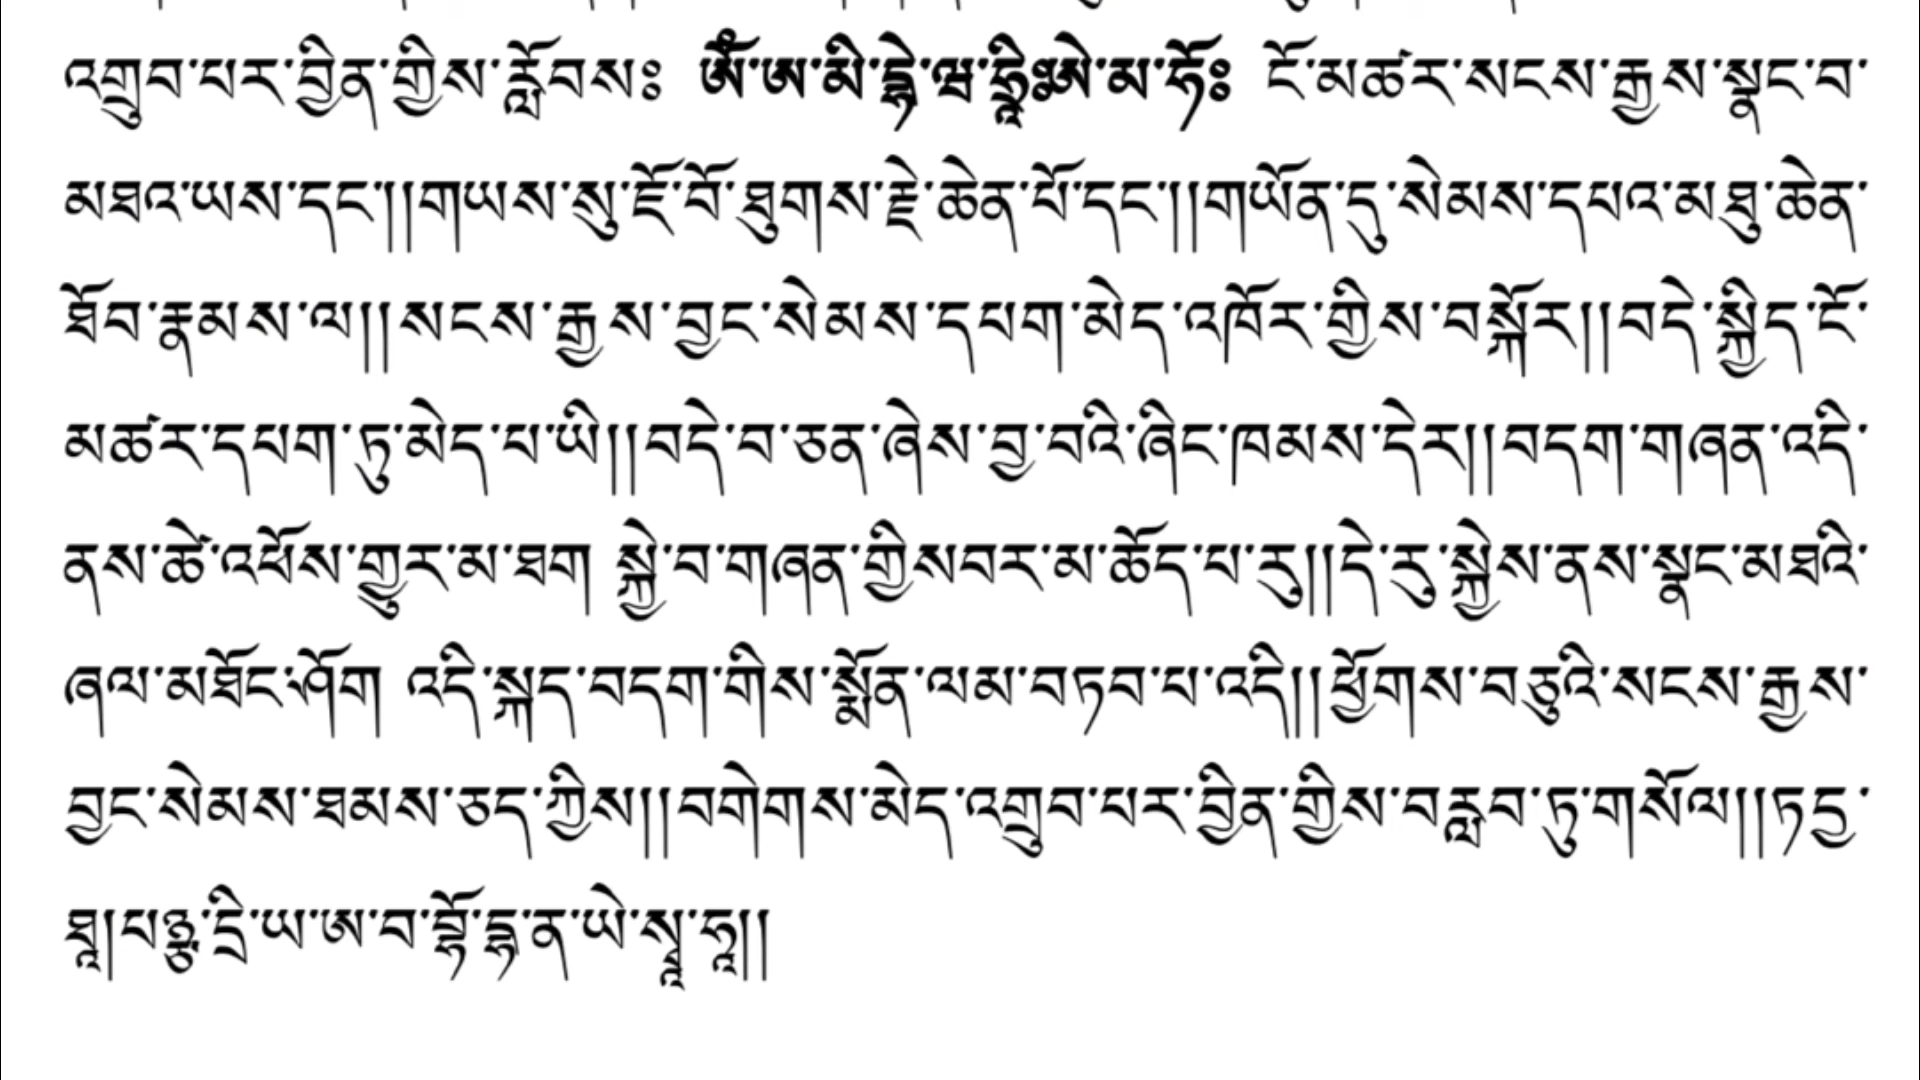 འགྲུབ་པར་བྱིན་གྱིས་རློབས༔ ཨོཾ་ཨ་མི་དྷེ་ཝ་ཧྲཱིཿཨེ་མ་ཧོ༔ ངོ་མཚར་སངས་རྒྱས་སྣང་བ་
མཐའ་ཡས་དང་།།གཡས་སུ་ཇོ་བོ་ཐུགས་རྗེ་ཆེན་པོ་དང་།།གཡོན་དུ་སེམས་དཔའ་མཐུ་ཆེན་
ཐོབ་རྣམས་ལ།།སངས་རྒྱས་བྱང་སེམས་དཔག་མེད་འཁོར་གྱིས་བསྐོར།།བདེ་སྐྱིད་ངོ་
མཚར་དཔག་ཏུ་མེད་པ་ཡི།།བདེ་བ་ཅན་ཞེས་བྱ་བའི་ཞིང་ཁམས་དེར།།བདག་གཞན་འདི་
ནས་ཚེ་འཕོས་གྱུར་མ་ཐག སྐྱེ་བ་གཞན་གྱིསབར་མ་ཆོད་པ་རུ།།དེ་རུ་སྐྱེས་ནས་སྣང་མཐའི་
ཞལ་མཐོང་ཤོག འདི་སྐད་བདག་གིས་སྨོན་ལམ་བཏབ་པ་འདི།།ཕྱོགས་བཅུའི་སངས་རྒྱས་
བྱང་སེམས་ཐམས་ཅད་ཀྱིས།།བགེགས་མེད་འགྲུབ་པར་བྱིན་གྱིས་བརླབ་ཏུ་གསོལ།།ཏདྱ་
ཐཱ།པཉྩ་དྲི་ཡ་ཨ་བ་བྷོ་དྷ་ན་ཡེ་སྭཱ་ཧཱ།།